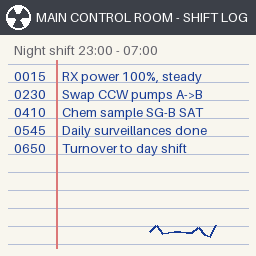 MAIN CONTROL ROOM - SHIFT LOG
Night shift 23:00 - 07:00
0015 RX power 100%, steady
0230 Swap CCW pumps A->B
0410 Chem sample SG-B SAT
0545 Daily surveillances done
0650 Turnover to day shift